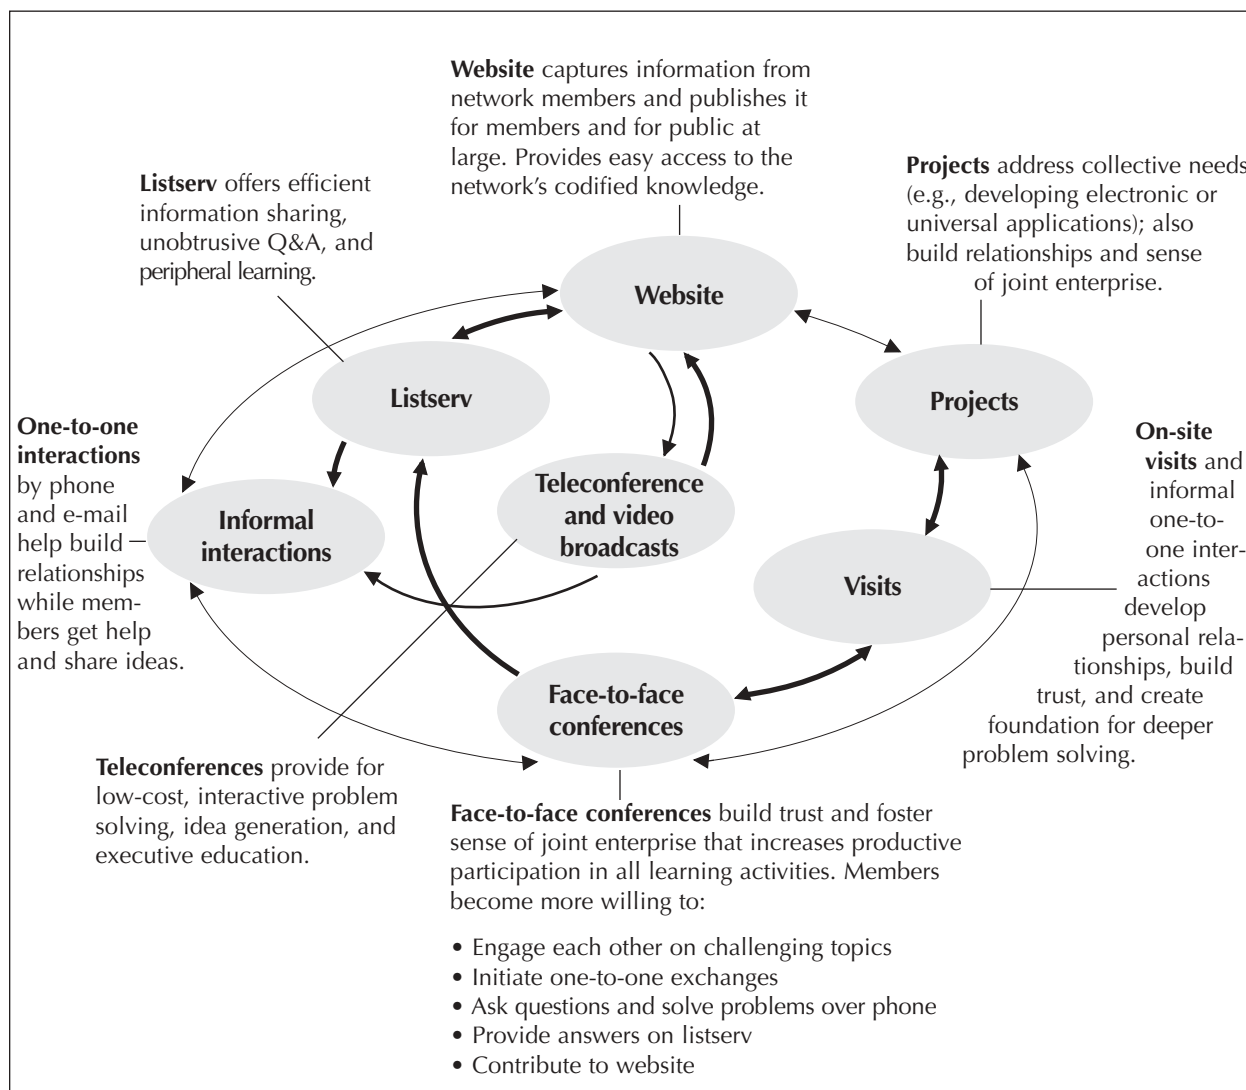 Website captures information from
network members and publishes it
for members and for public at
large. Provides easy access to the
network’s codified knowledge.
Listserv offers efficient
information sharing,
unobtrusive Q&A, and
peripheral learning.
Projects address collective needs
(e.g., developing electronic or
universal applications); also
build relationships and sense
of joint enterprise.
Website
Listserv
Projects
One-to-one
interactions
by phone
and e-mail
help build
relationships
while mem-
bers get help
and share ideas.
On-site
visits and
informal
one-to-
one inter-
actions
develop
personal rela-
tionships, build
trust, and create
foundation for deeper
problem solving.
Informal
interactions
Teleconference
and video
broadcasts
Visits
Face-to-face
conferences
Teleconferences provide for
low-cost, interactive problem
solving, idea generation, and
executive education.
Face-to-face conferences build trust and foster
sense of joint enterprise that increases productive
participation in all learning activities. Members
become more willing to:
• Engage each other on challenging topics
• Initiate one-to-one exchanges
• Ask questions and solve problems over phone
• Provide answers on listserv
• Contribute to website